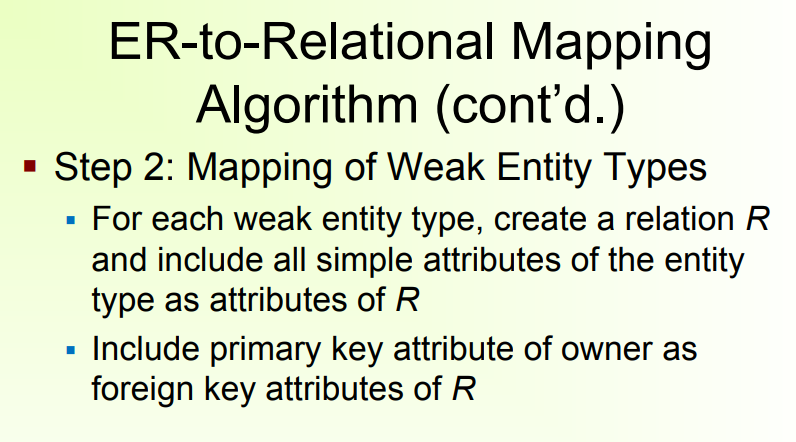 ER-to-Relational Mapping
Algorithm (cont’d.)
Step 2: Mapping of Weak Entity Types
For each weak entity type, create a relation R
and include all simple attributes of the entity
type as attributes of R
Include primary key attribute of owner as
foreign key attributes of R